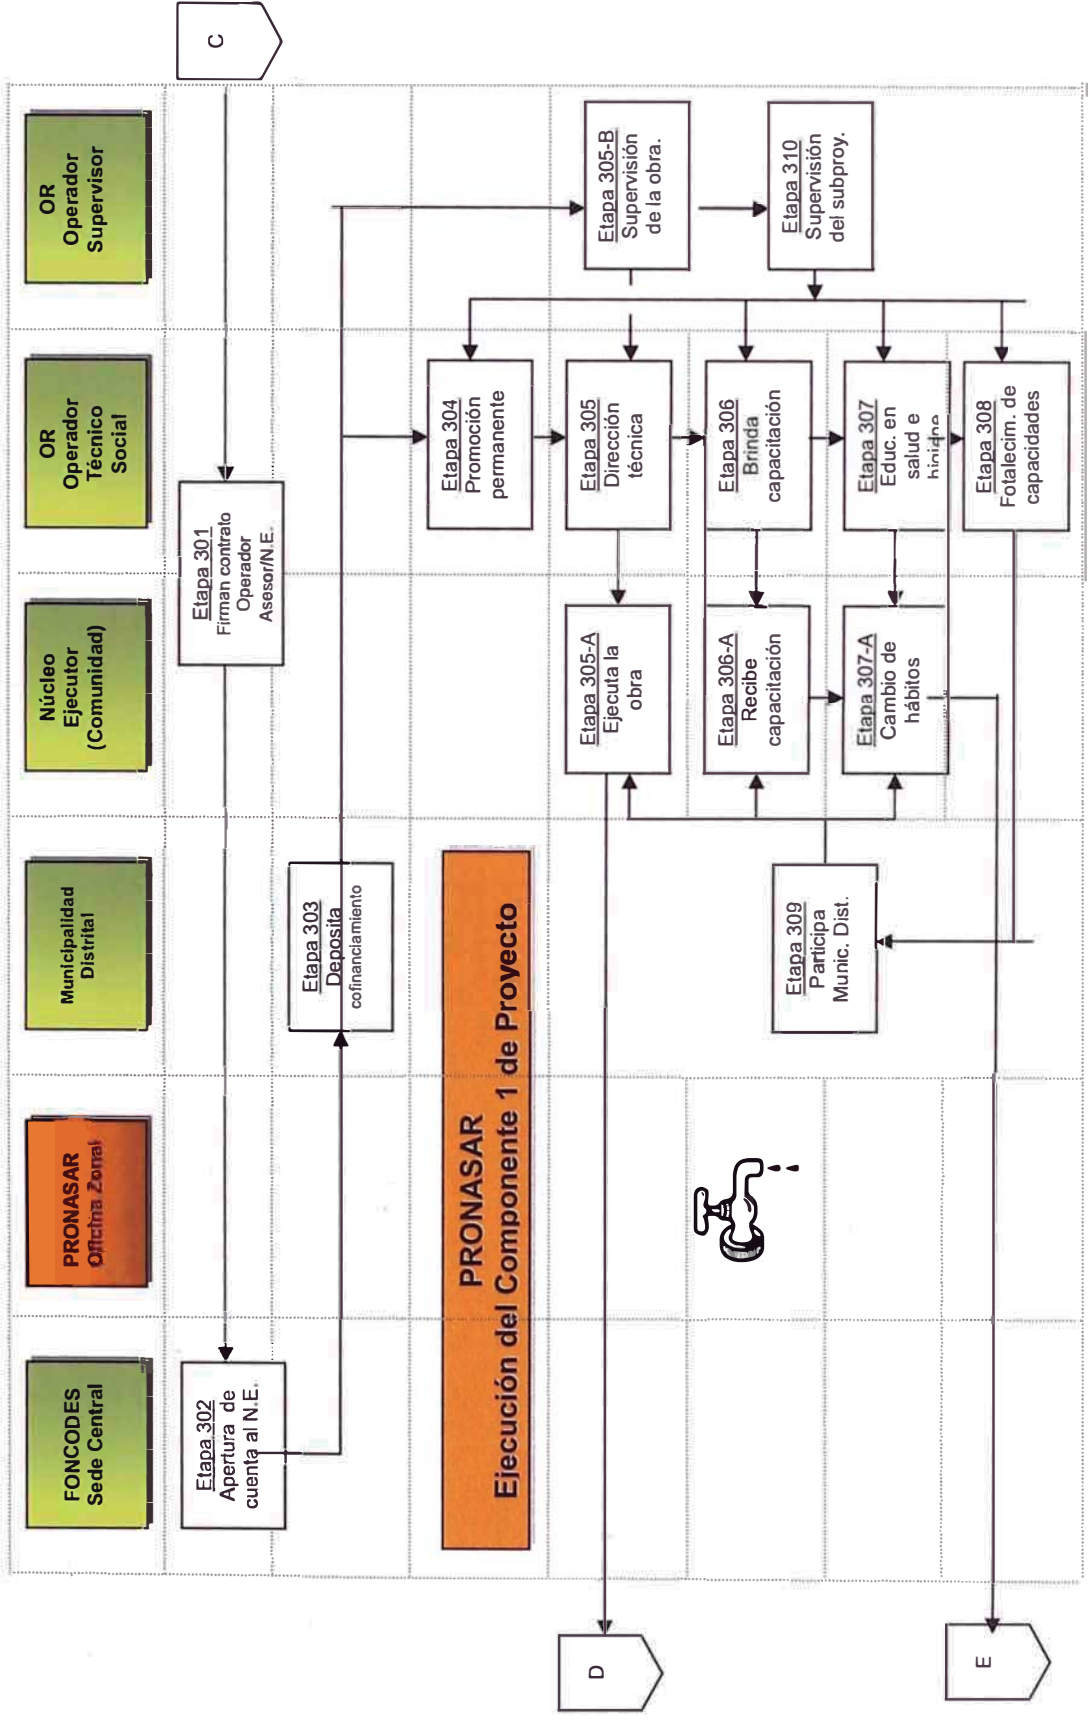 C
OR
Operador
Supervisor
OR
Operador
Técnico
Social
Núcleo
Ejecutor
(Comunidad)
Municipalidad
Distrital
PRONASAR
Oficina Zonal
FONCODES
Sede Central
Etapa 301
Firman contrato
Operador
Asesor/N.E.
Etapa 302
Apertura de
cuenta al N.E.
Etapa 303
Deposita
cofinanciamiento
PRONASAR
Ejecución del Componente 1 de Proyecto
Etapa 304
Promoción
permanente
Etapa 305-B
Supervisión
de la obra.
Etapa 305
Dirección
técnica
Etapa 305-A
Ejecuta la
obra
Etapa 310
Supervisión
del subproy.
Etapa 306
Brinda
capacitación
Etapa 306-A
Recibe
capacitación
Etapa 307
Educ. en
salud e
higiene
Etapa 307-A
Cambio de
hábitos
Etapa 308
Fotalecim. de
capacidades
Etapa 309
Participa
Munic. Dist.
D
E